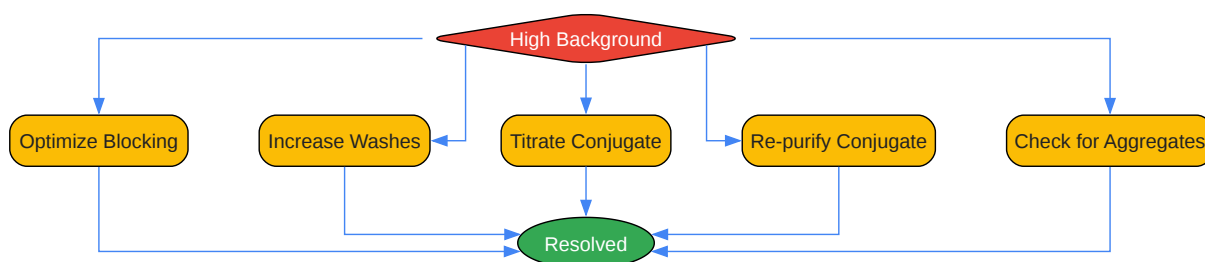 High Background
Optimize Blocking
Increase Washes
Titrate Conjugate
Re-purify Conjugate
Check for Aggregates
Resolved